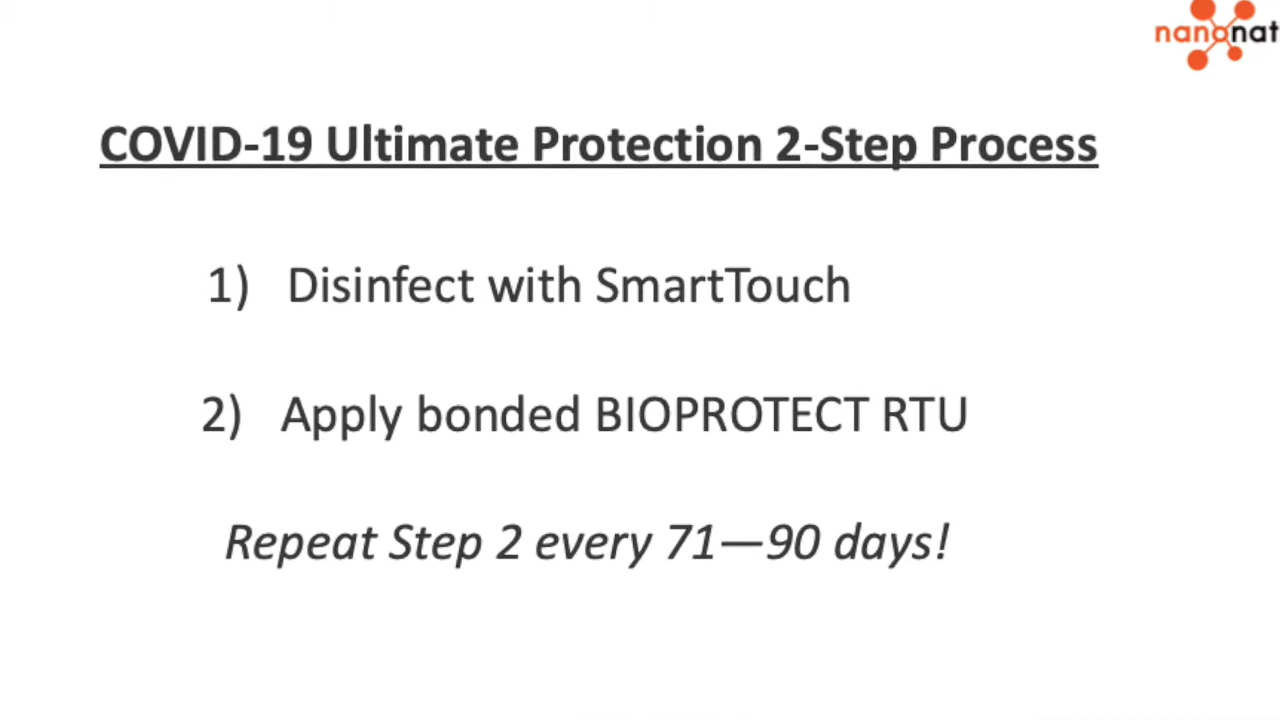 nanonat
COVID-19 Ultimate Protection 2-Step Process
1) Disinfect with SmartTouch
2) Apply bonded BIOPROTECT RTU
Repeat Step 2 every 71—90 days!